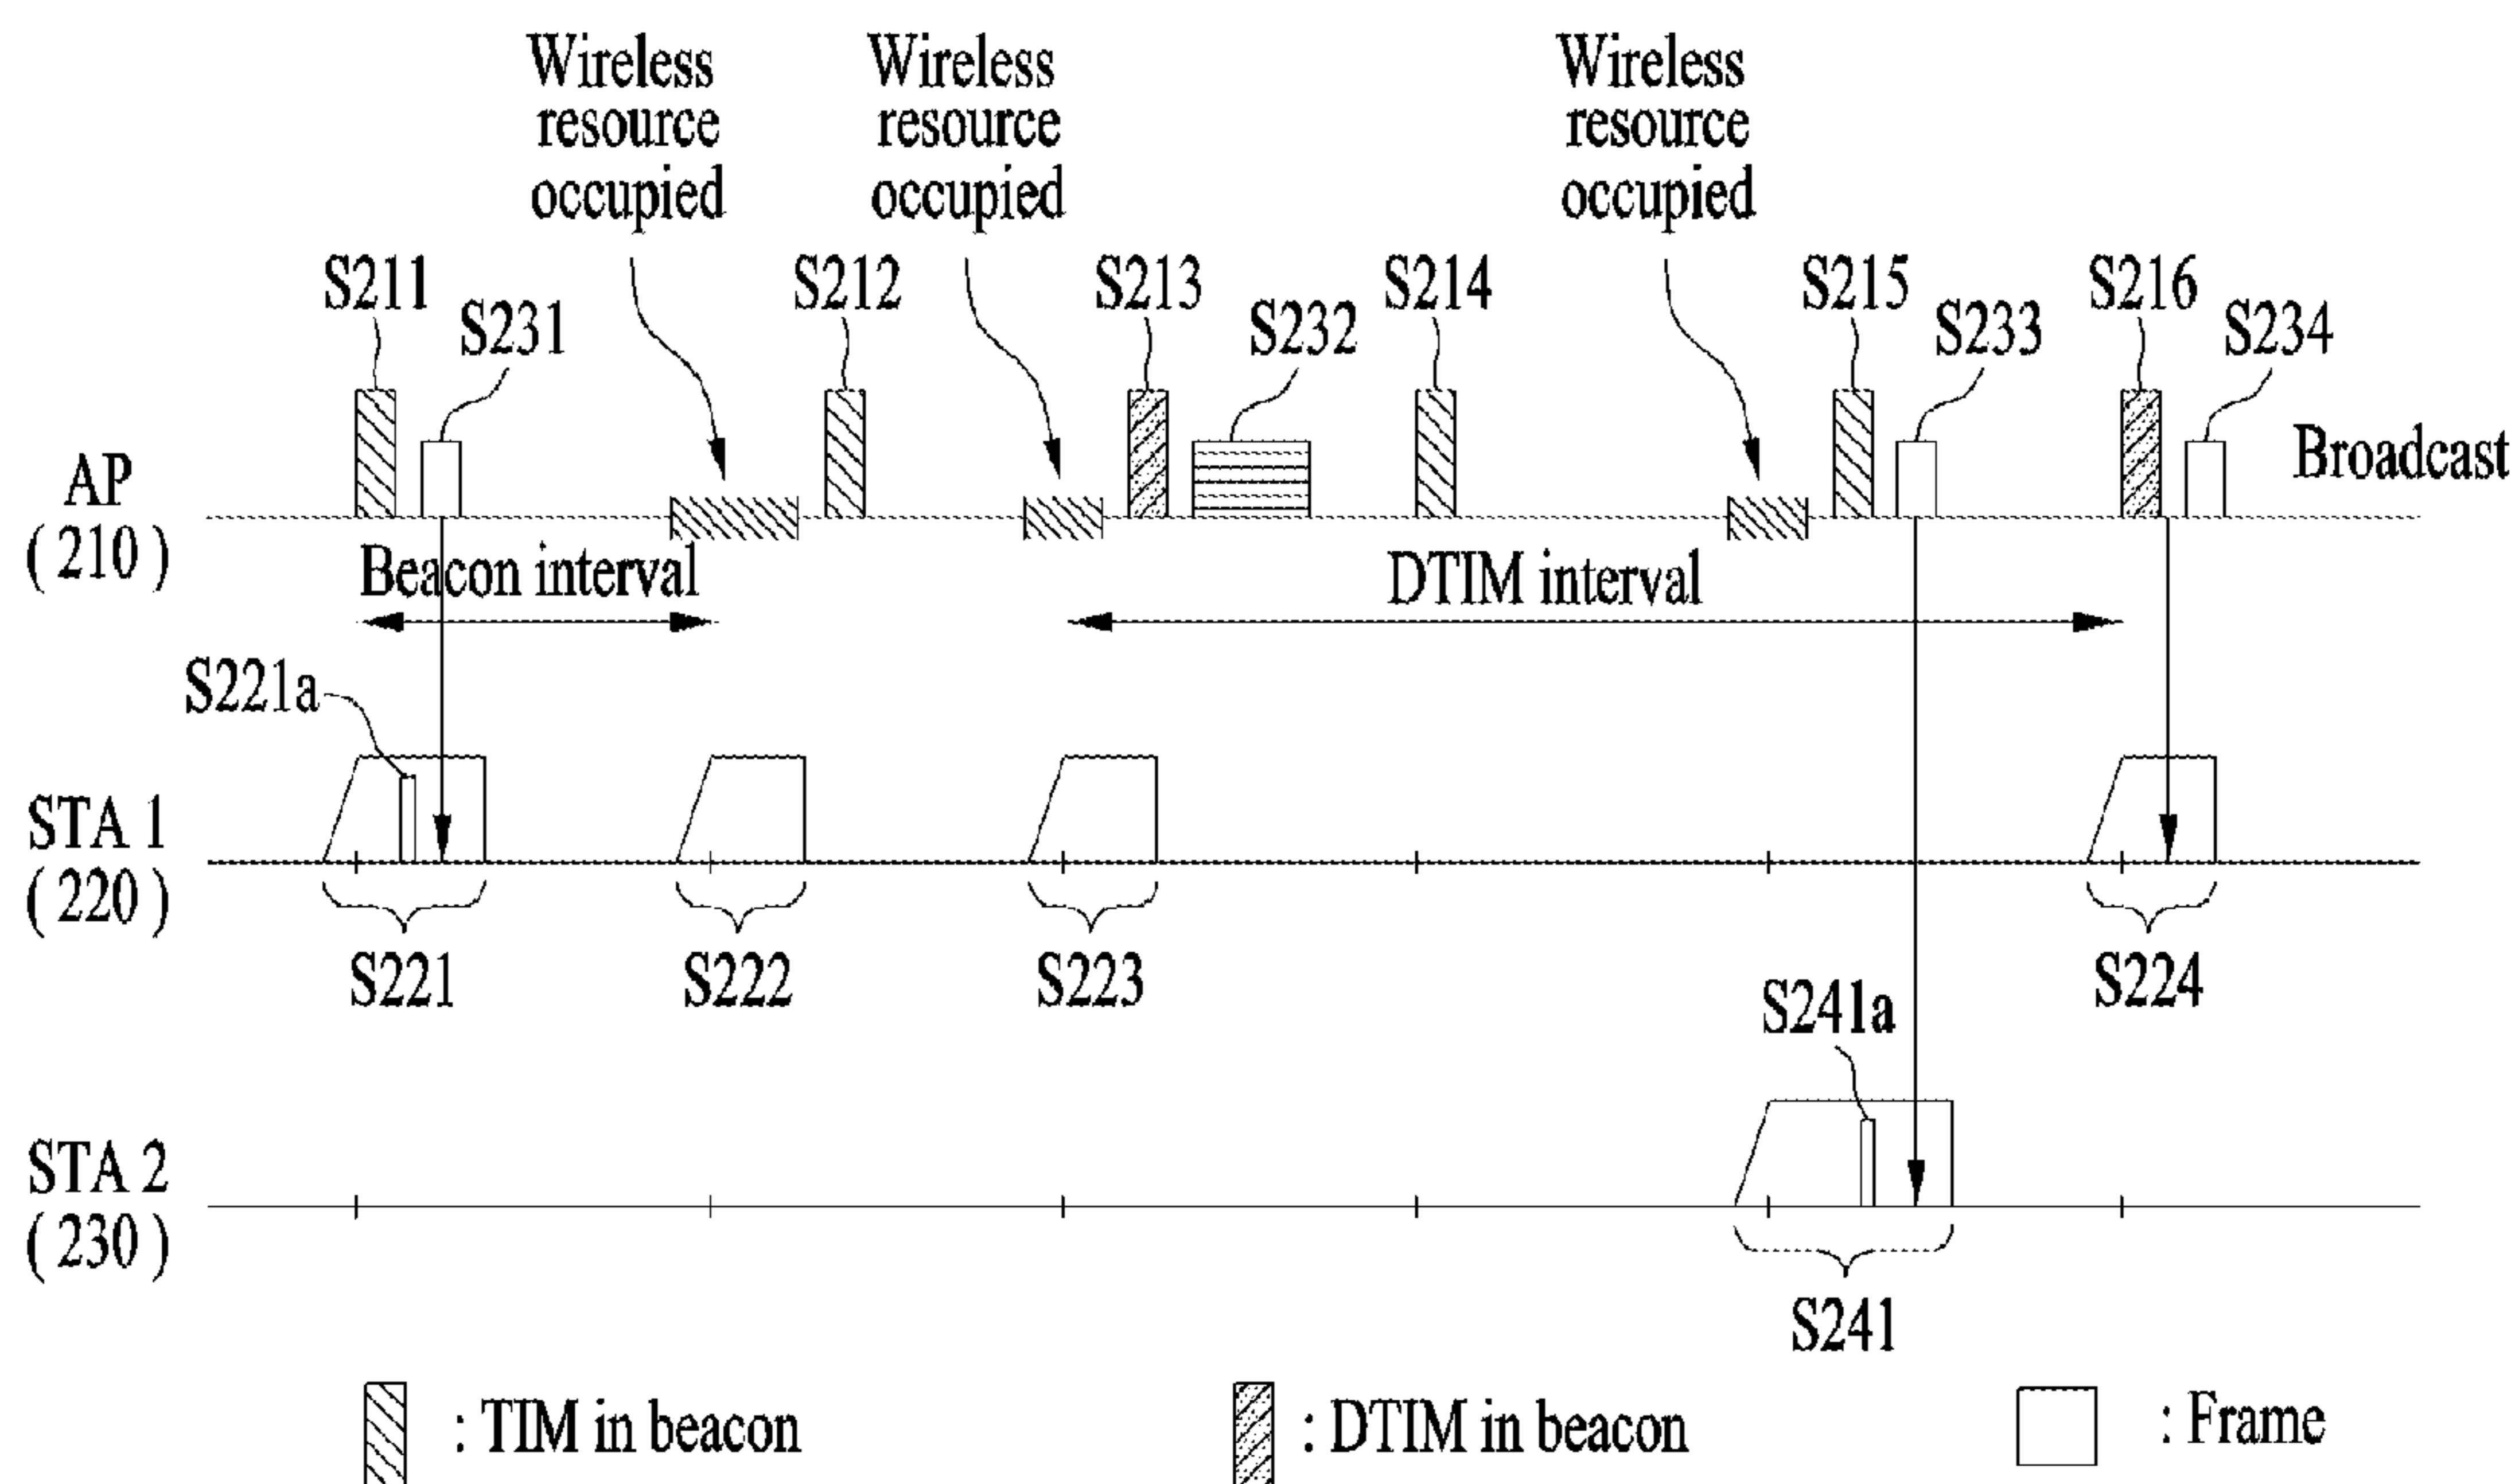 Wireless
resource
occupied
Wireless
resource
occupied
Wireless
resource
occupied
S211
S231
S212
S213
S232
S214
S215
S233
S216
S234
AP
( 210 )
Broadcast
Beacon interval
DTIM interval
S221a
STA 1
( 220 )
S221
S222
S223
S224
S241a
STA 2
( 230 )
S241
: TIM in beacon
: DTIM in beacon
: Frame